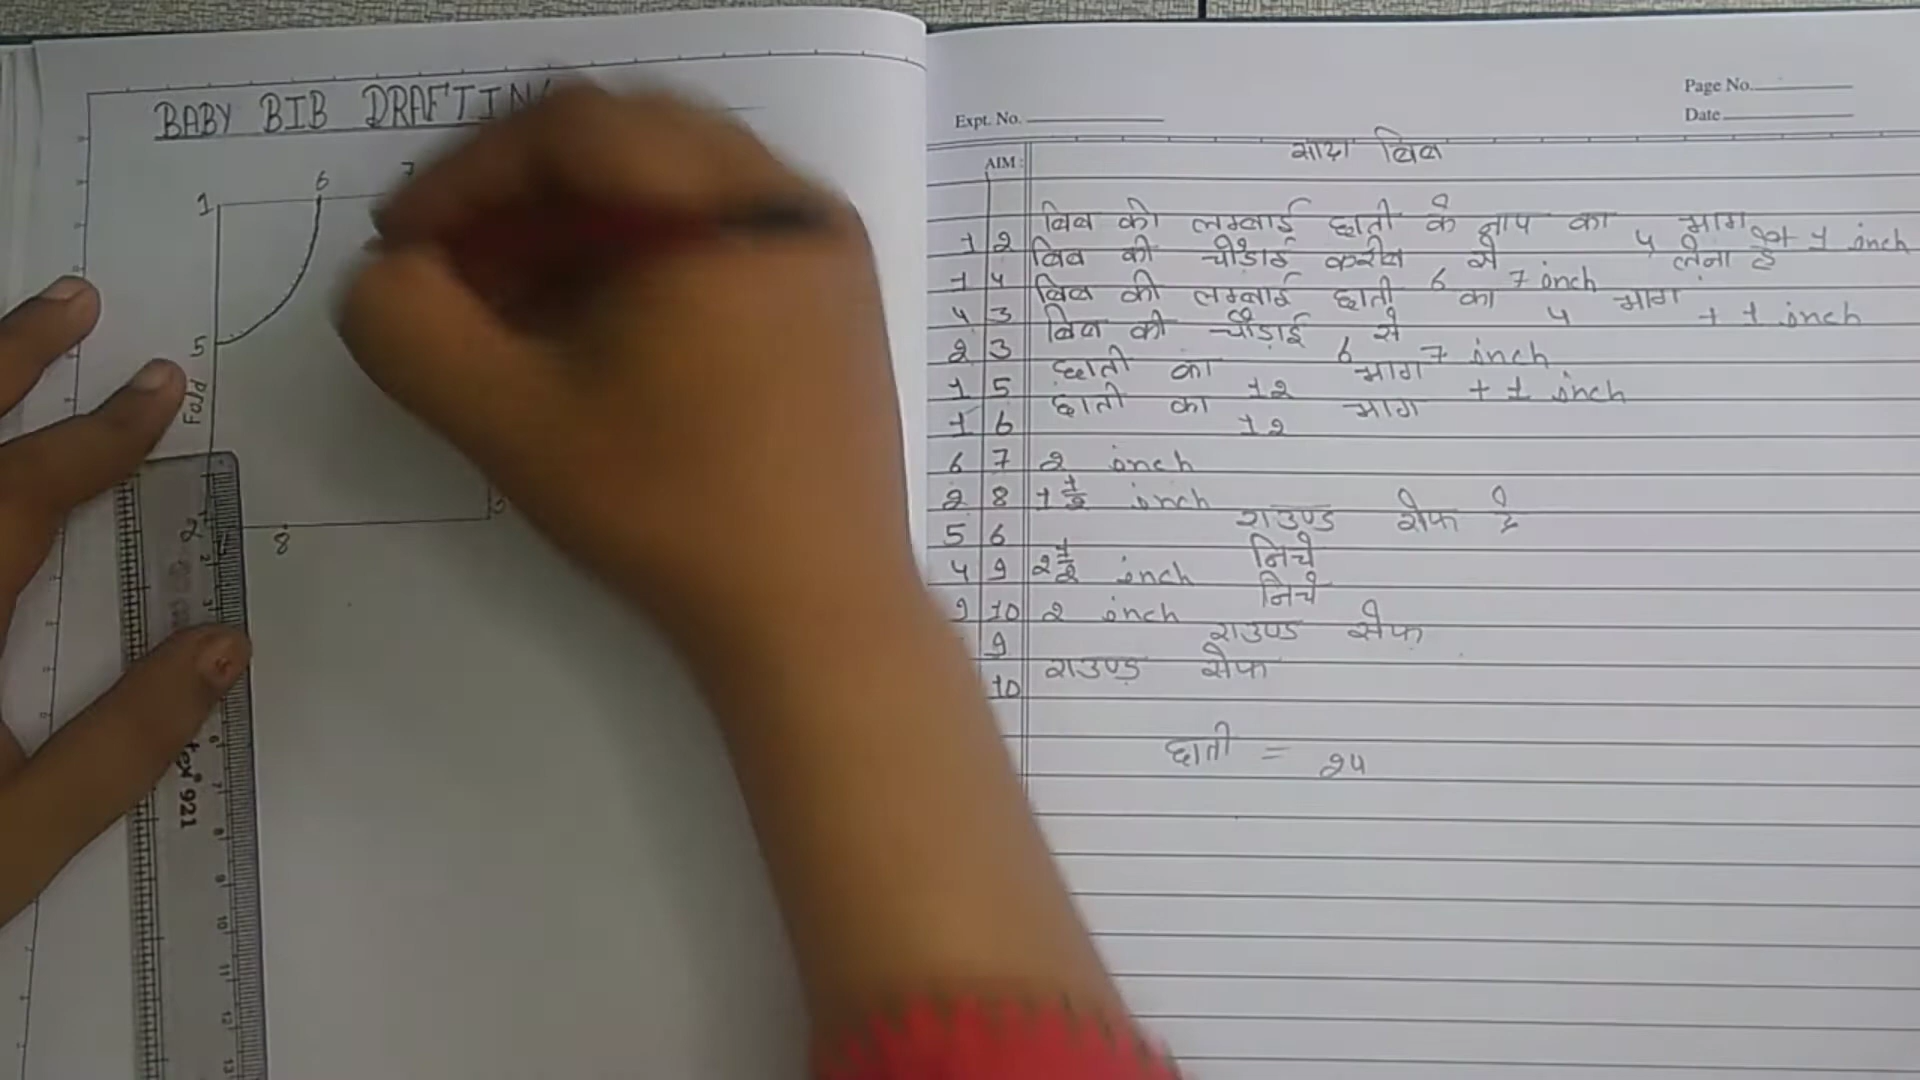 BABY BIB DRAFTIN
1 6 7
5
Fold
2 8
tex 921
Page No.
Expt. No.
Date
AIM :
सादा बिब
1 2 बिब की लम्बाई छाती के नाप का 4 भाग 1 inch
1 4 बिब की चौडाई करीब 6 से 7 inch लेना है
4 3 बिब की लम्बाई छाती का 4 भाग + 1 inch
2 3 बिब की चौड़ाई 6 से 7 inch
1 5 छाती का 12 भाग + 1 inch
1 6 छाती का 12 भाग
6 7 2 inch
2 8 1 1/2 inch
5 6 राउण्ड शेफ दे
4 9 2 1/2 inch निचे
9 10 2 inch निचे
9 राउण्ड सेफ
10 राउण्ड सेफ
छाती = 24